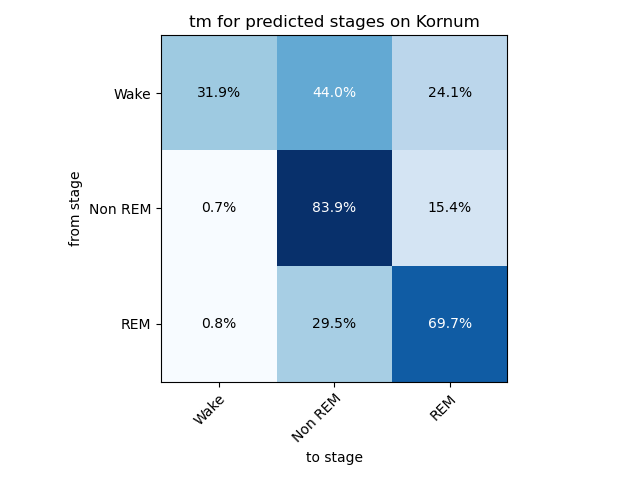 tm for predicted stages on Kornum
Wake 31.9% 44.0% 24.1%
from stage
Non REM 0.7% 83.9% 15.4%
REM 0.8% 29.5% 69.7%
Wake Non REM REM
to stage